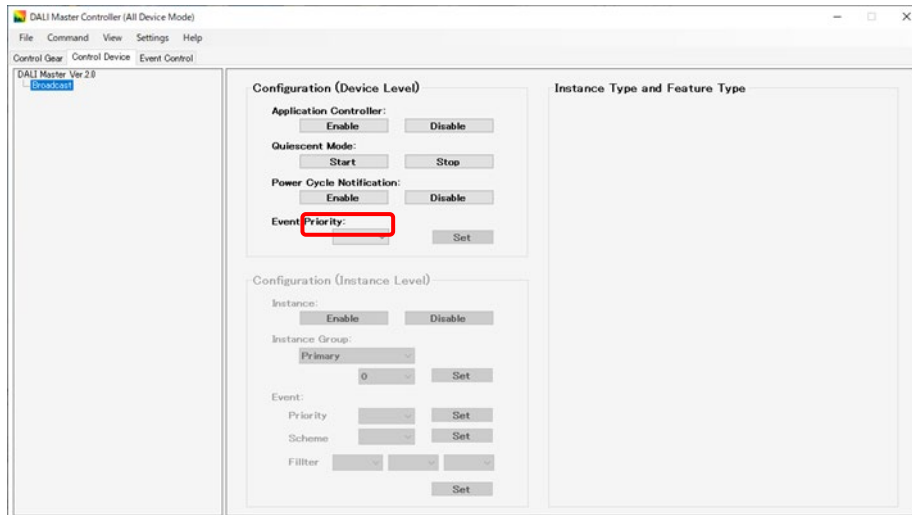 DALI Master Controller (All Device Mode)
File Command View Settings Help
Control Gear Control Device Event Control
DALI Master Ver.2.0
Broadcast
Configuration (Device Level)
Application Controller:
Enable Disable
Quiescent Mode:
Start Stop
Power Cycle Notification:
Enable Disable
Event Priority:
Set
Configuration (Instance Level)
Instance:
Enable Disable
Instance Group:
Primary
0 Set
Event:
Priority Set
Scheme Set
Fillter
Set
Instance Type and Feature Type